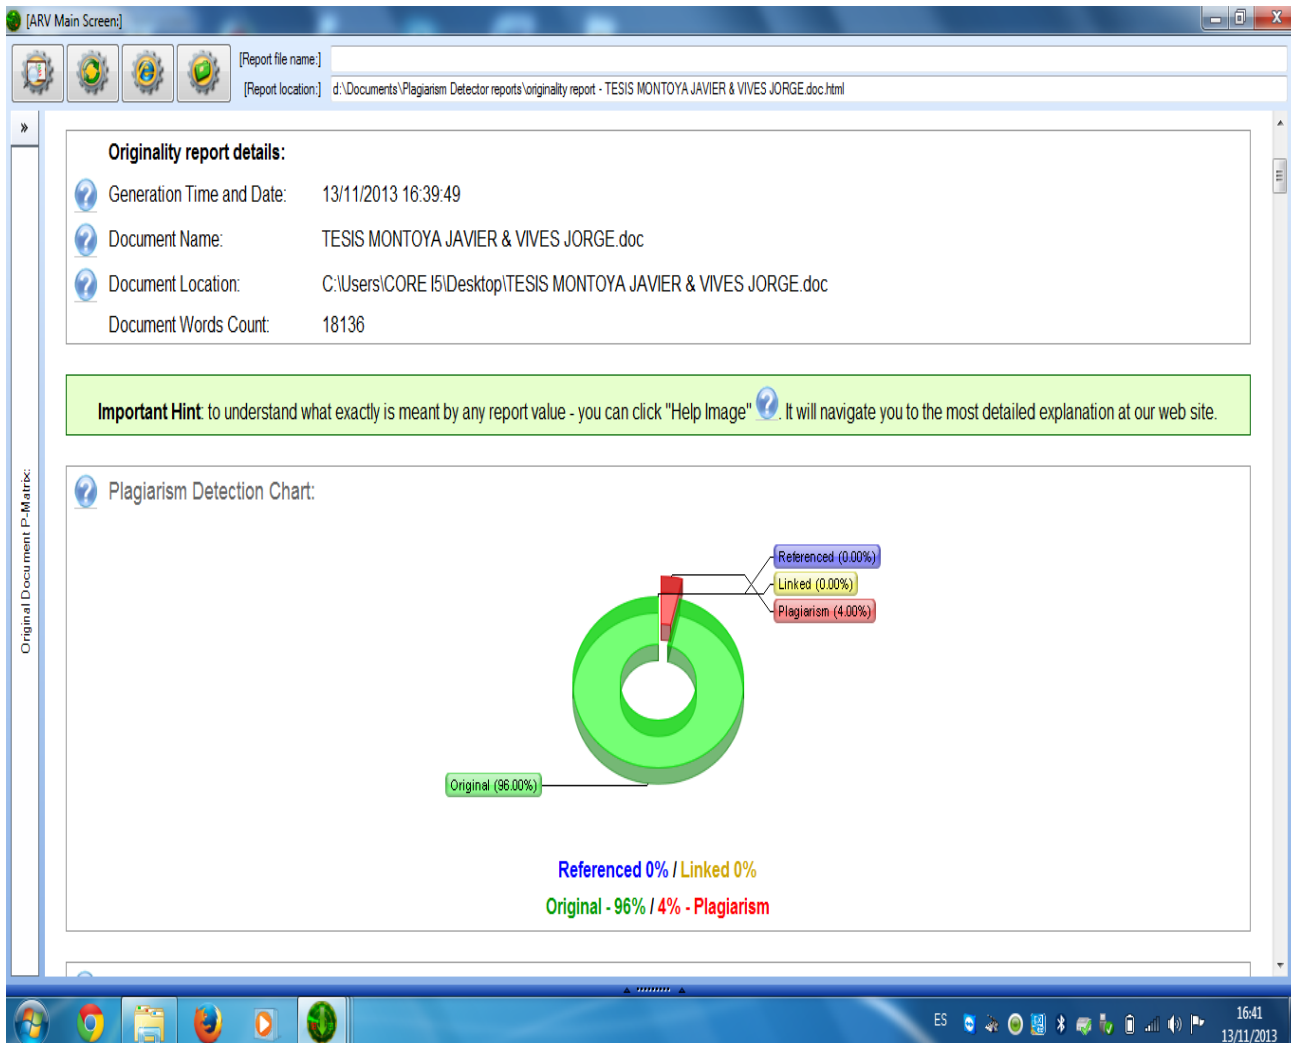 [ARV Main Screen:]
[Report file name:]
[Report location:] d:\Documents\Plagiarism Detector reports\originality report - TESIS MONTOYA JAVIER & VIVES JORGE.doc.html
»
Original Document P-Matrix:
Originality report details:
Generation Time and Date: 13/11/2013 16:39:49
Document Name: TESIS MONTOYA JAVIER & VIVES JORGE.doc
Document Location: C:\Users\CORE I5\Desktop\TESIS MONTOYA JAVIER & VIVES JORGE.doc
Document Words Count: 18136
Important Hint: to understand what exactly is meant by any report value - you can click "Help Image" ?. It will navigate you to the most detailed explanation at our web site.
Plagiarism Detection Chart:
Referenced (0.00%)
Linked (0.00%)
Plagiarism (4.00%)
Original (96.00%)
Referenced 0% / Linked 0%
Original - 96% / 4% - Plagiarism
ES
16:41
13/11/2013